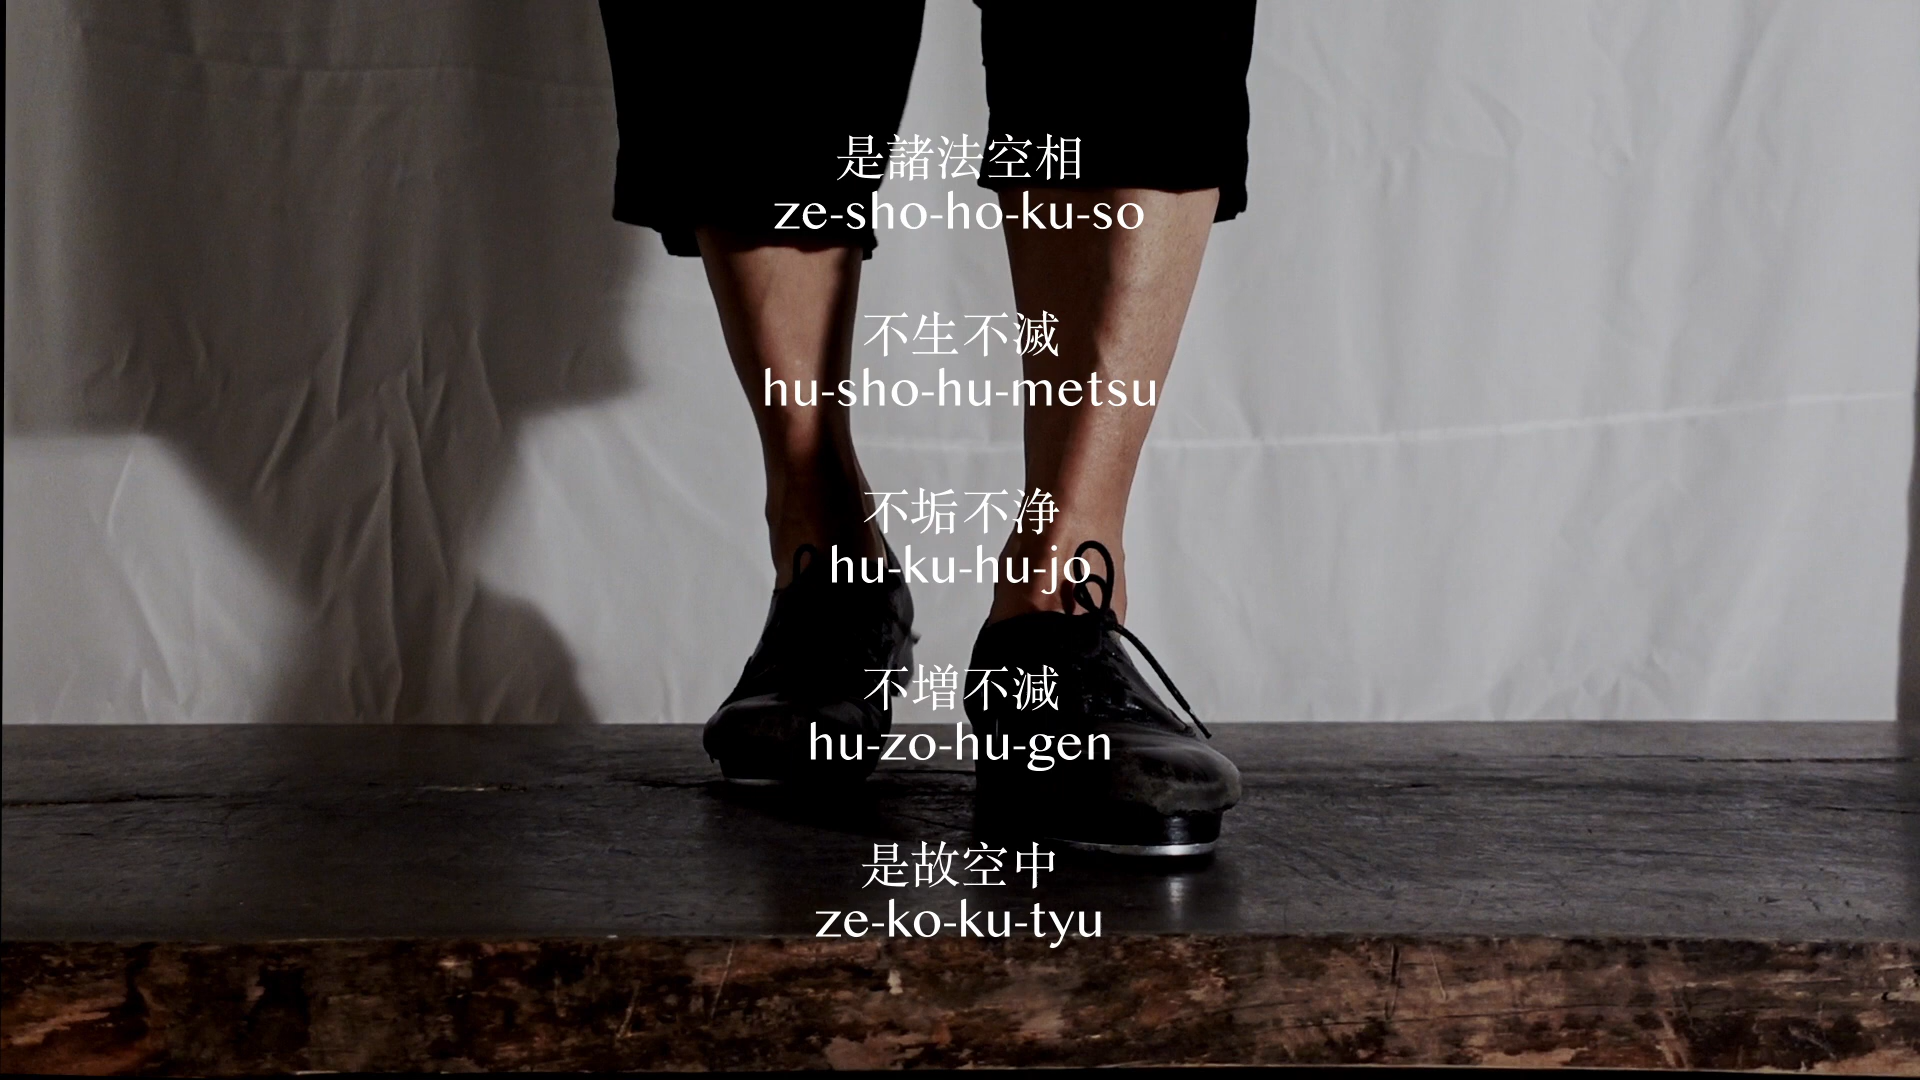 是諸法空相
ze-sho-ho-ku-so
不生不滅
hu-sho-hu-metsu
不垢不浄
hu-ku-hu-jo
不増不減
hu-zo-hu-gen
是故空中
ze-ko-ku-tyu